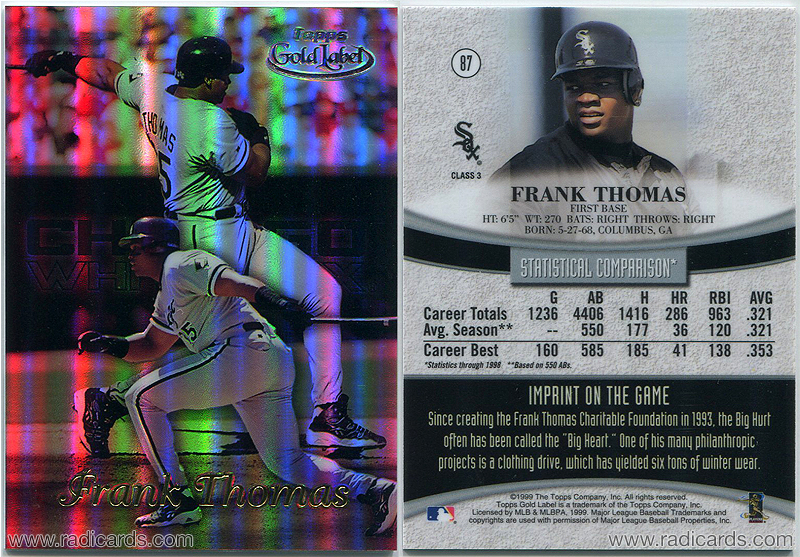 Topps
Gold Label
THOMAS
5
CHICAGO
WHITE SOX
5
Frank Thomas
www.radicards.com
87
Sox
Sox
CLASS 3
FRANK THOMAS
FIRST BASE
HT: 6'5" WT: 270 BATS: RIGHT THROWS: RIGHT
BORN: 5-27-68, COLUMBUS, GA
STATISTICAL COMPARISON*
G AB H HR RBI AVG
Career Totals 1236 4406 1416 286 963 .321
Avg. Season** -- 550 177 36 120 .321
Career Best 160 585 185 41 138 .353
*Statistics through 1998 **Based on 550 ABs.
IMPRINT ON THE GAME
Since creating the Frank Thomas Charitable Foundation in 1993, the Big Hurt
often has been called the "Big Heart." One of his many philanthropic
projects is a clothing drive, which has yielded six tons of winter wear.
©1999 The Topps Company, Inc. All rights reserved.
Topps Gold Label is a trademark of The Topps Company, Inc.
Licensed by MLB & MLBPA, 1999. Major League Baseball Trademarks and
copyrights are used with permission of Major League Baseball Properties, Inc.
www.radicards.com